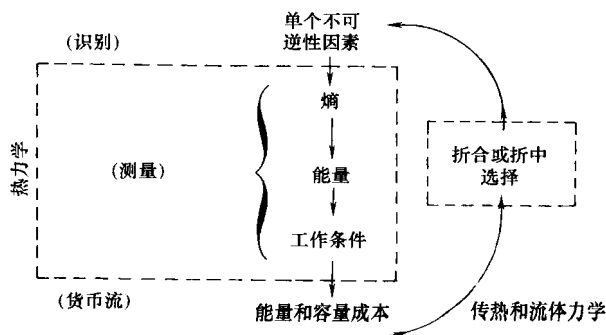 单个不可
逆性因素
(识别)
熵
热力学
(测量)
能量
折合或折中
选择
工作条件
(货币流)
能量和容量成本
传热和流体力学